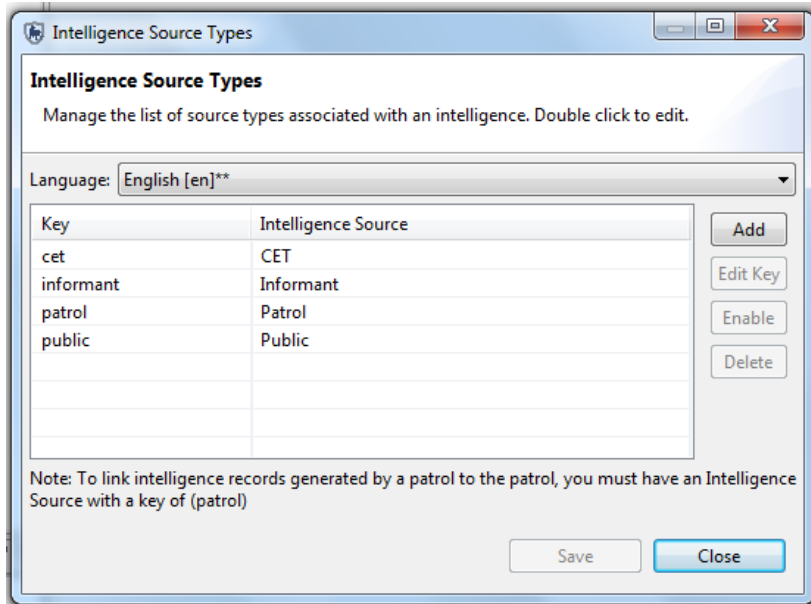 Intelligence Source Types
Intelligence Source Types
Manage the list of source types associated with an intelligence. Double click to edit.
Language: English [en]**
Key Intelligence Source
Add
cet CET
informant Informant
Edit Key
patrol Patrol
Enable
public Public
Delete
Note: To link intelligence records generated by a patrol to the patrol, you must have an Intelligence
Source with a key of (patrol)
Save Close